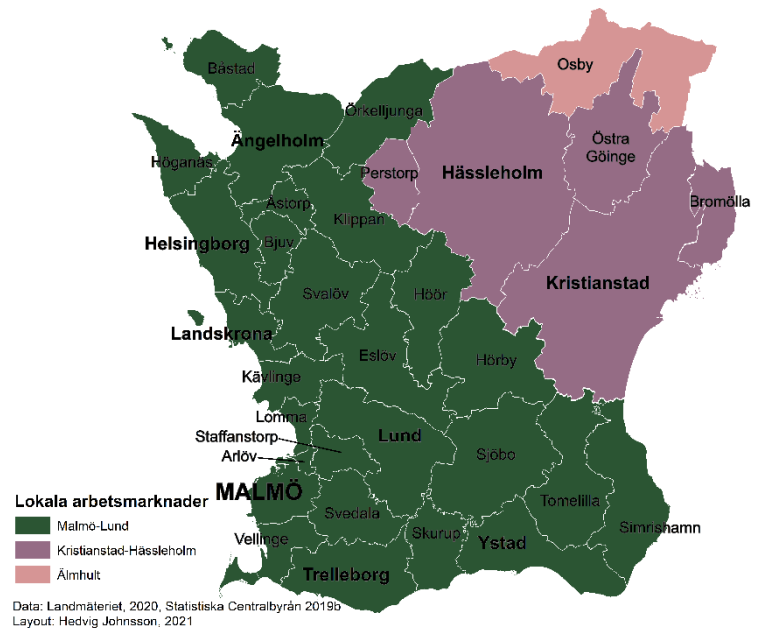 Båstad
Osby
Örkelljunga
Ängelholm
Östra
Göinge
Höganäs
Perstorp
Hässleholm
Åstorp
Bromölla
Klippan
Helsingborg
Bjuv
Kristianstad
Svalöv
Höör
Landskrona
Eslöv
Hörby
Kävlinge
Lomma
Staffanstorp
Lund
Arlöv
Sjöbo
MALMÖ
Lokala arbetsmarknader
Malmö-Lund
Kristianstad-Hässleholm
Älmhult
Svedala
Tomelilla
Simrishamn
Skurup
Vellinge
Ystad
Trelleborg
Data: Landmäteriet, 2020, Statistiska Centralbyrån 2019b
Layout: Hedvig Johnsson, 2021